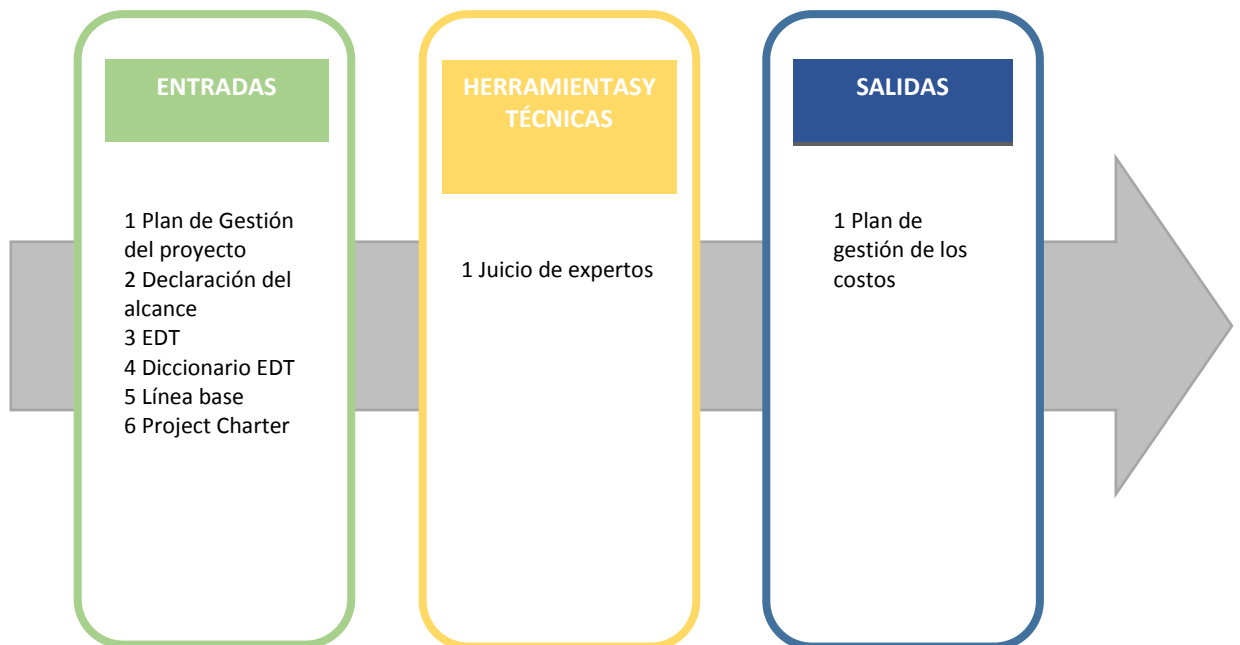 ENTRADAS
1 Plan de Gestión
del proyecto
2 Declaración del
alcance
3 EDT
4 Diccionario EDT
5 Línea base
6 Project Charter
HERRAMIENTASY
TÉCNICAS
1 Juicio de expertos
SALIDAS
1 Plan de
gestión de los
costos